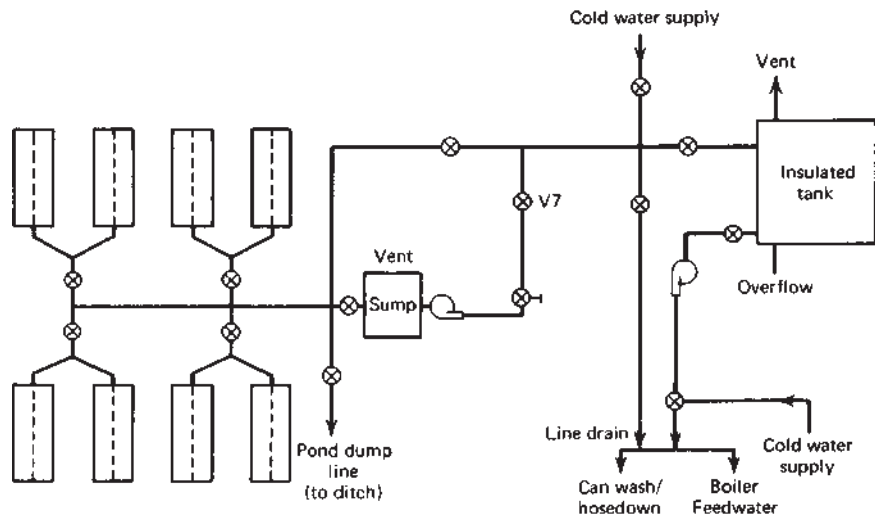 Cold water supply
Vent
Insulated
tank
V7
Vent
Sump
Overflow
Line drain
Cold water
supply
Pond dump
line
(to ditch)
Can wash/
hosedown
Boiler
Feedwater